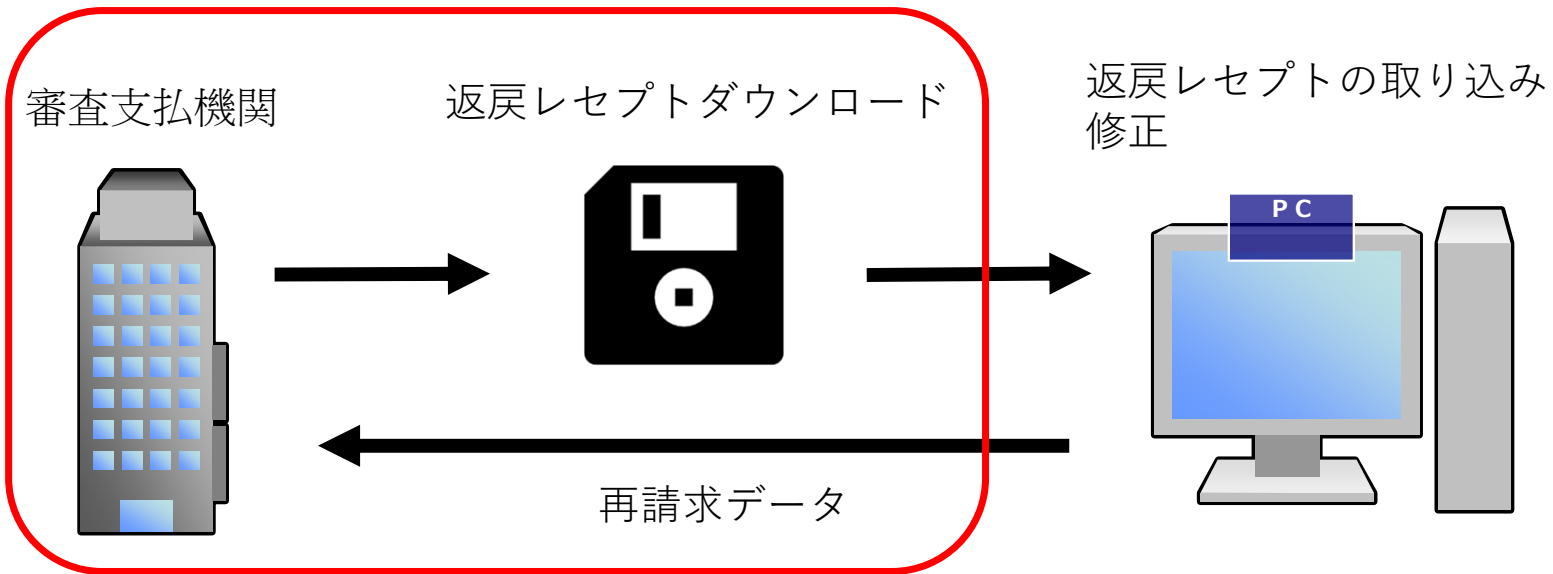 審査支払機関
返戻レセプトダウンロード
返戻レセプトの取り込み
修正
PC
再請求データ